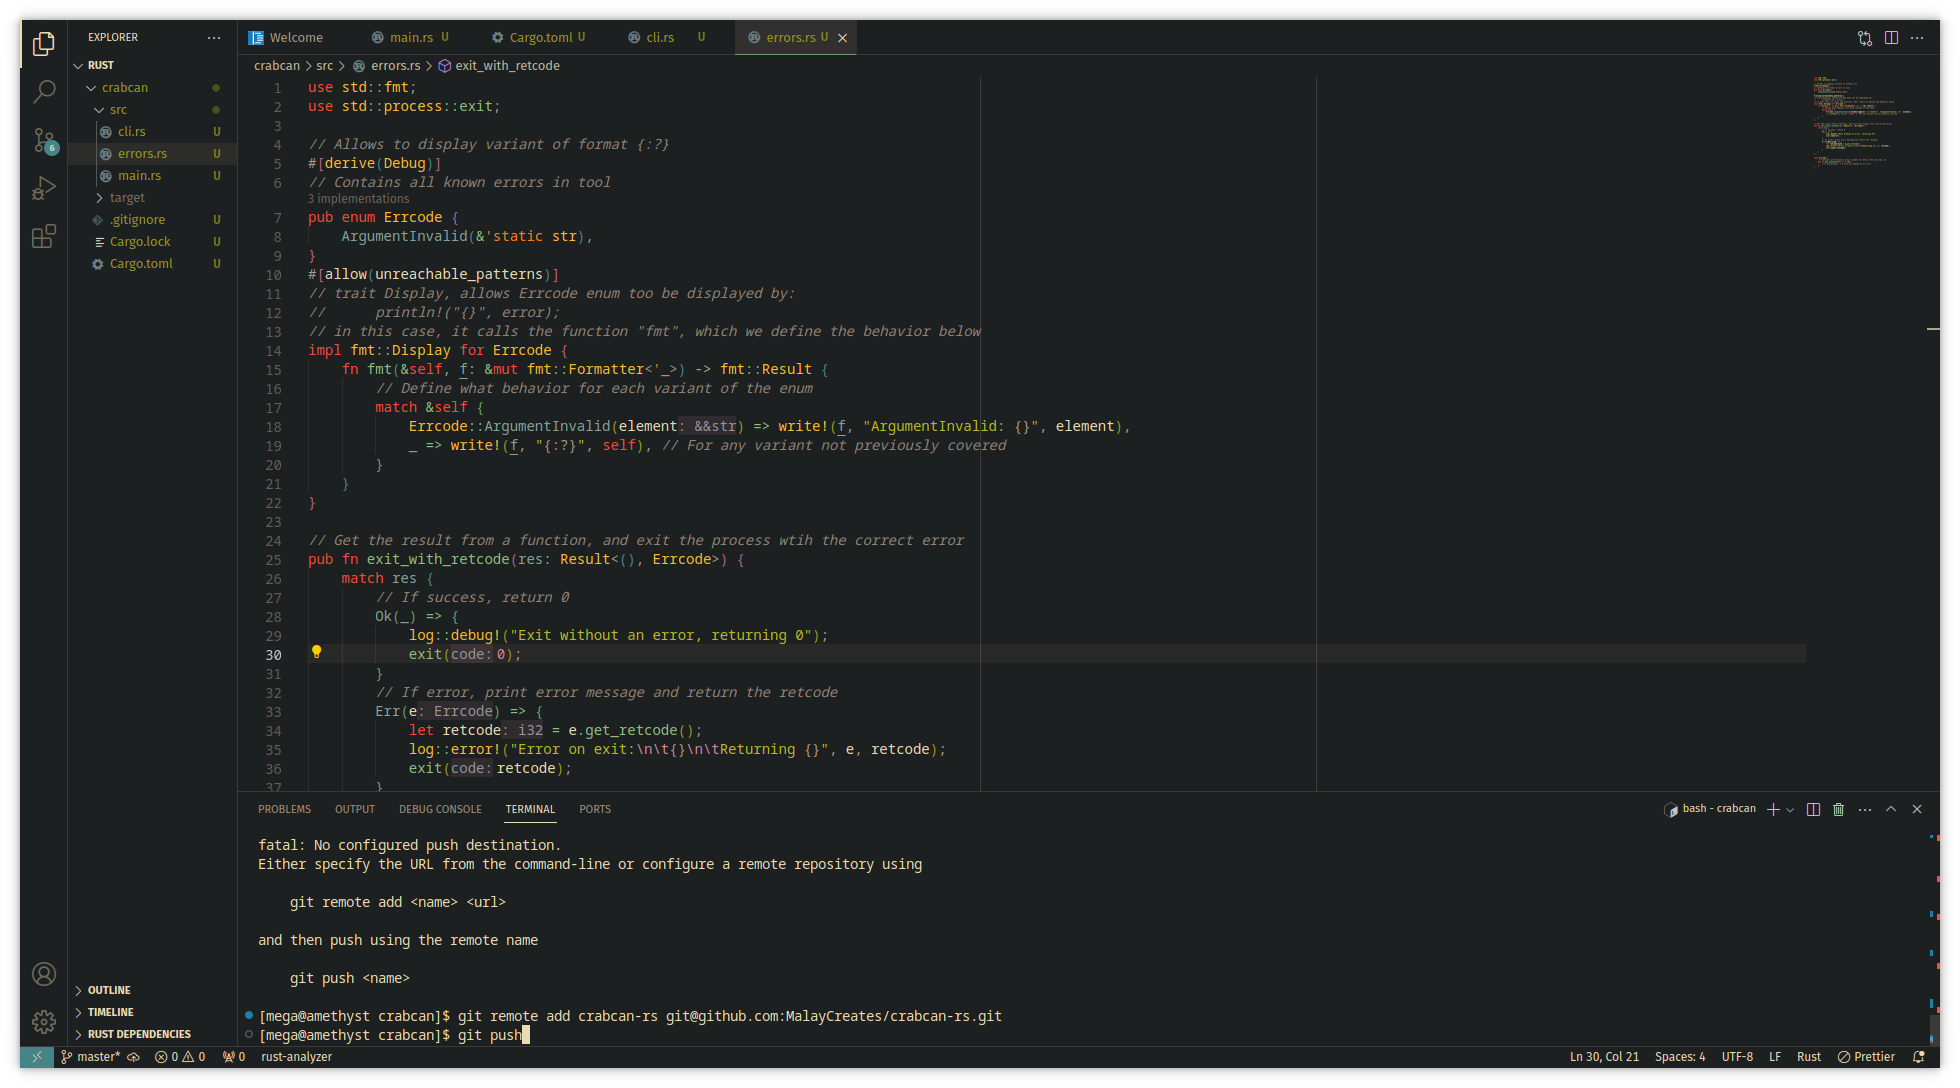 EXPLORER
RUST
crabcan
src
cli.rs U
errors.rs U
main.rs U
target
.gitignore U
Cargo.lock U
Cargo.toml U
6
OUTLINE
TIMELINE
RUST DEPENDENCIES
Welcome main.rs U Cargo.toml U cli.rs U errors.rs U
crabcan > src > errors.rs > exit_with_retcode
1 use std::fmt;
2 use std::process::exit;
3
4 // Allows to display variant of format {:?}
5 #[derive(Debug)]
6 // Contains all known errors in tool
3 implementations
7 pub enum Errcode {
8     ArgumentInvalid(&'static str),
9 }
10 #[allow(unreachable_patterns)]
11 // trait Display, allows Errcode enum too be displayed by:
12 //      println!("{}", error);
13 // in this case, it calls the function "fmt", which we define the behavior below
14 impl fmt::Display for Errcode {
15     fn fmt(&self, f: &mut fmt::Formatter<'_>) -> fmt::Result {
16         // Define what behavior for each variant of the enum
17         match &self {
18             Errcode::ArgumentInvalid(element: &&str) => write!(f, "ArgumentInvalid: {}", element),
19             _ => write!(f, "{:?}", self), // For any variant not previously covered
20         }
21     }
22 }
23
24 // Get the result from a function, and exit the process wtih the correct error
25 pub fn exit_with_retcode(res: Result<(), Errcode>) {
26     match res {
27         // If success, return 0
28         Ok(_) => {
29             log::debug!("Exit without an error, returning 0");
30             exit(code: 0);
31         }
32         // If error, print error message and return the retcode
33         Err(e: Errcode) => {
34             let retcode: i32 = e.get_retcode();
35             log::error!("Error on exit:\n\t{}\n\tReturning {}", e, retcode);
36             exit(code: retcode);
37         }
PROBLEMS OUTPUT DEBUG CONSOLE TERMINAL PORTS
bash - crabcan
fatal: No configured push destination.
Either specify the URL from the command-line or configure a remote repository using
git remote add <name> <url>
and then push using the remote name
git push <name>
[mega@amethyst crabcan]$ git remote add crabcan-rs git@github.com:MalayCreates/crabcan-rs.git
[mega@amethyst crabcan]$ git push
master* 0 0 0 rust-analyzer Ln 30, Col 21 Spaces: 4 UTF-8 LF Rust Prettier